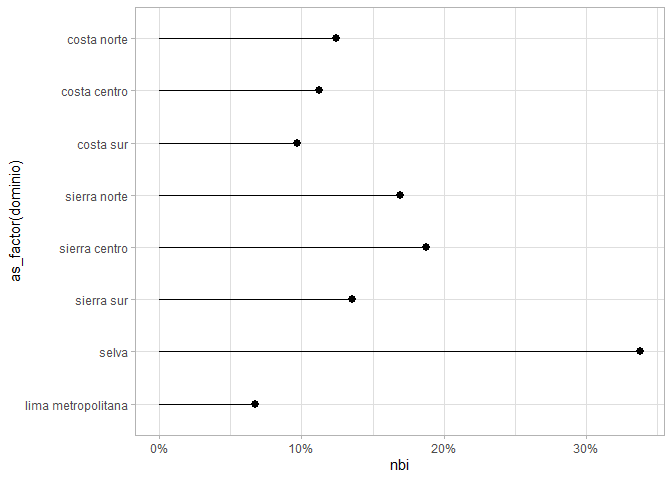 costa norte
costa centro
costa sur
sierra norte
sierra centro
sierra sur
selva
lima metropolitana
as_factor(dominio)
0% 10% 20% 30%
nbi